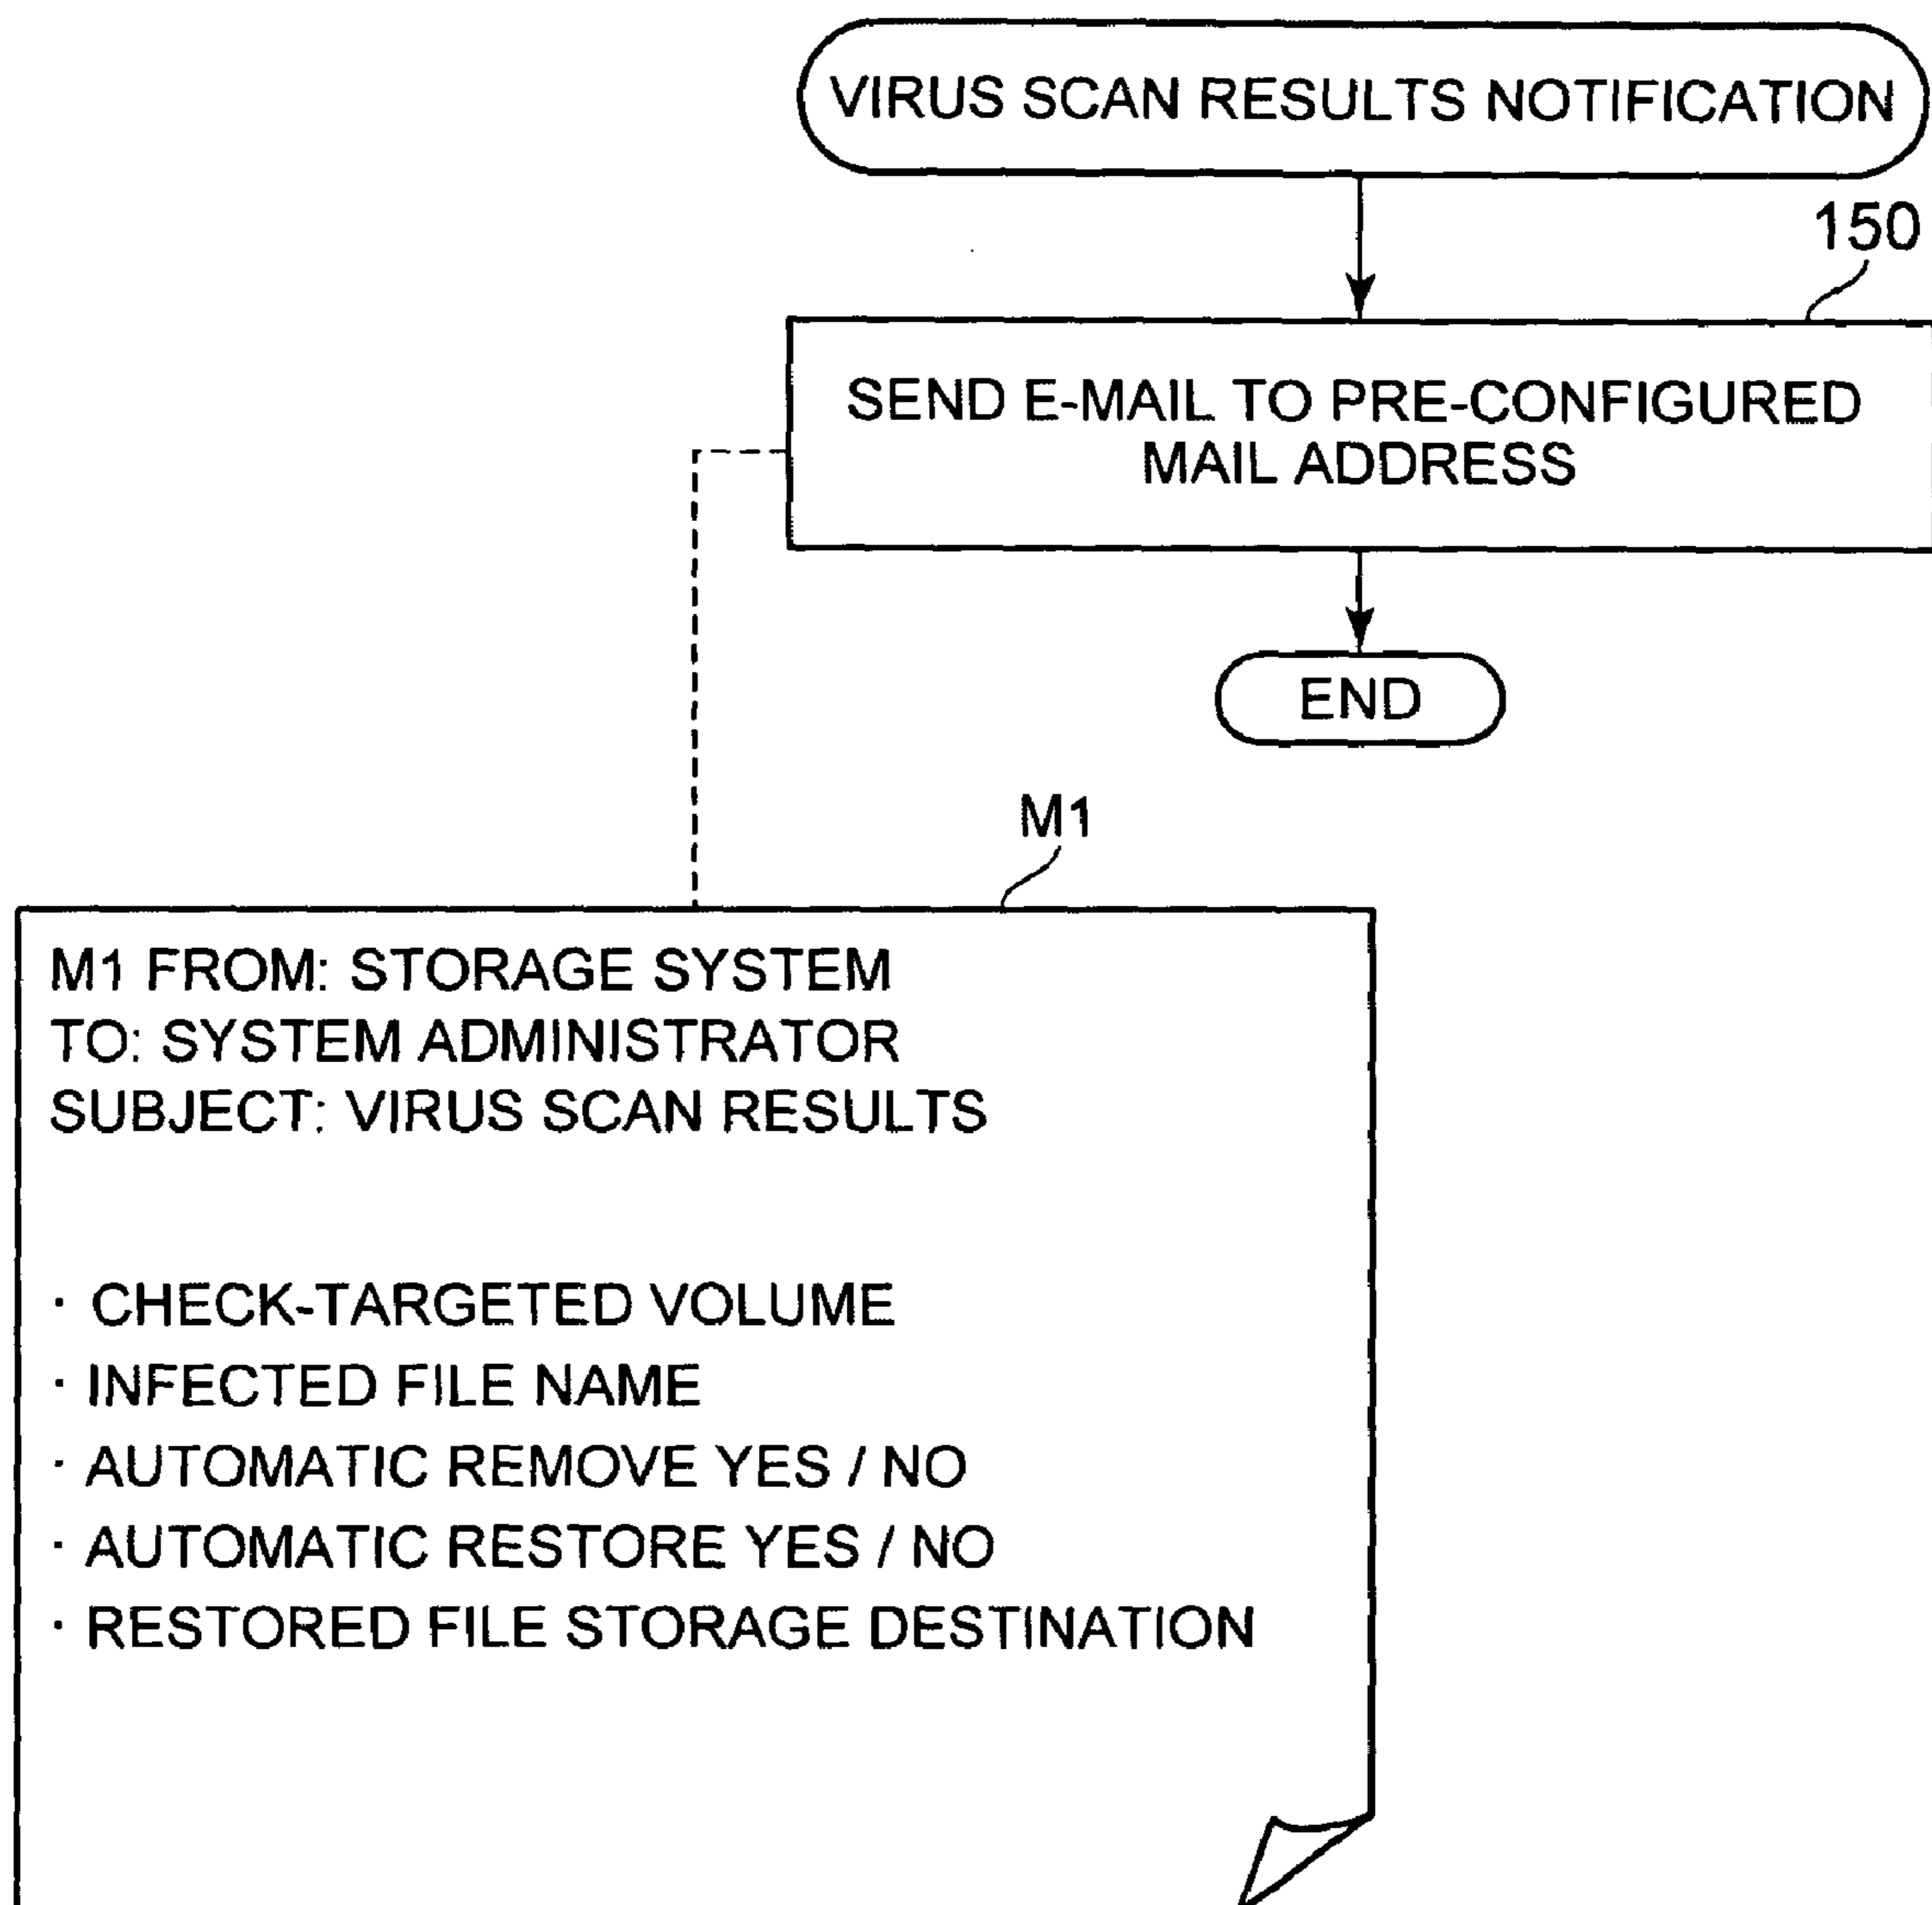 VIRUS SCAN RESULTS NOTIFICATION
150
SEND E-MAIL TO PRE-CONFIGURED
MAIL ADDRESS
END
M1
M1 FROM: STORAGE SYSTEM
TO: SYSTEM ADMINISTRATOR
SUBJECT: VIRUS SCAN RESULTS
· CHECK-TARGETED VOLUME
· INFECTED FILE NAME
· AUTOMATIC REMOVE YES / NO
· AUTOMATIC RESTORE YES / NO
· RESTORED FILE STORAGE DESTINATION